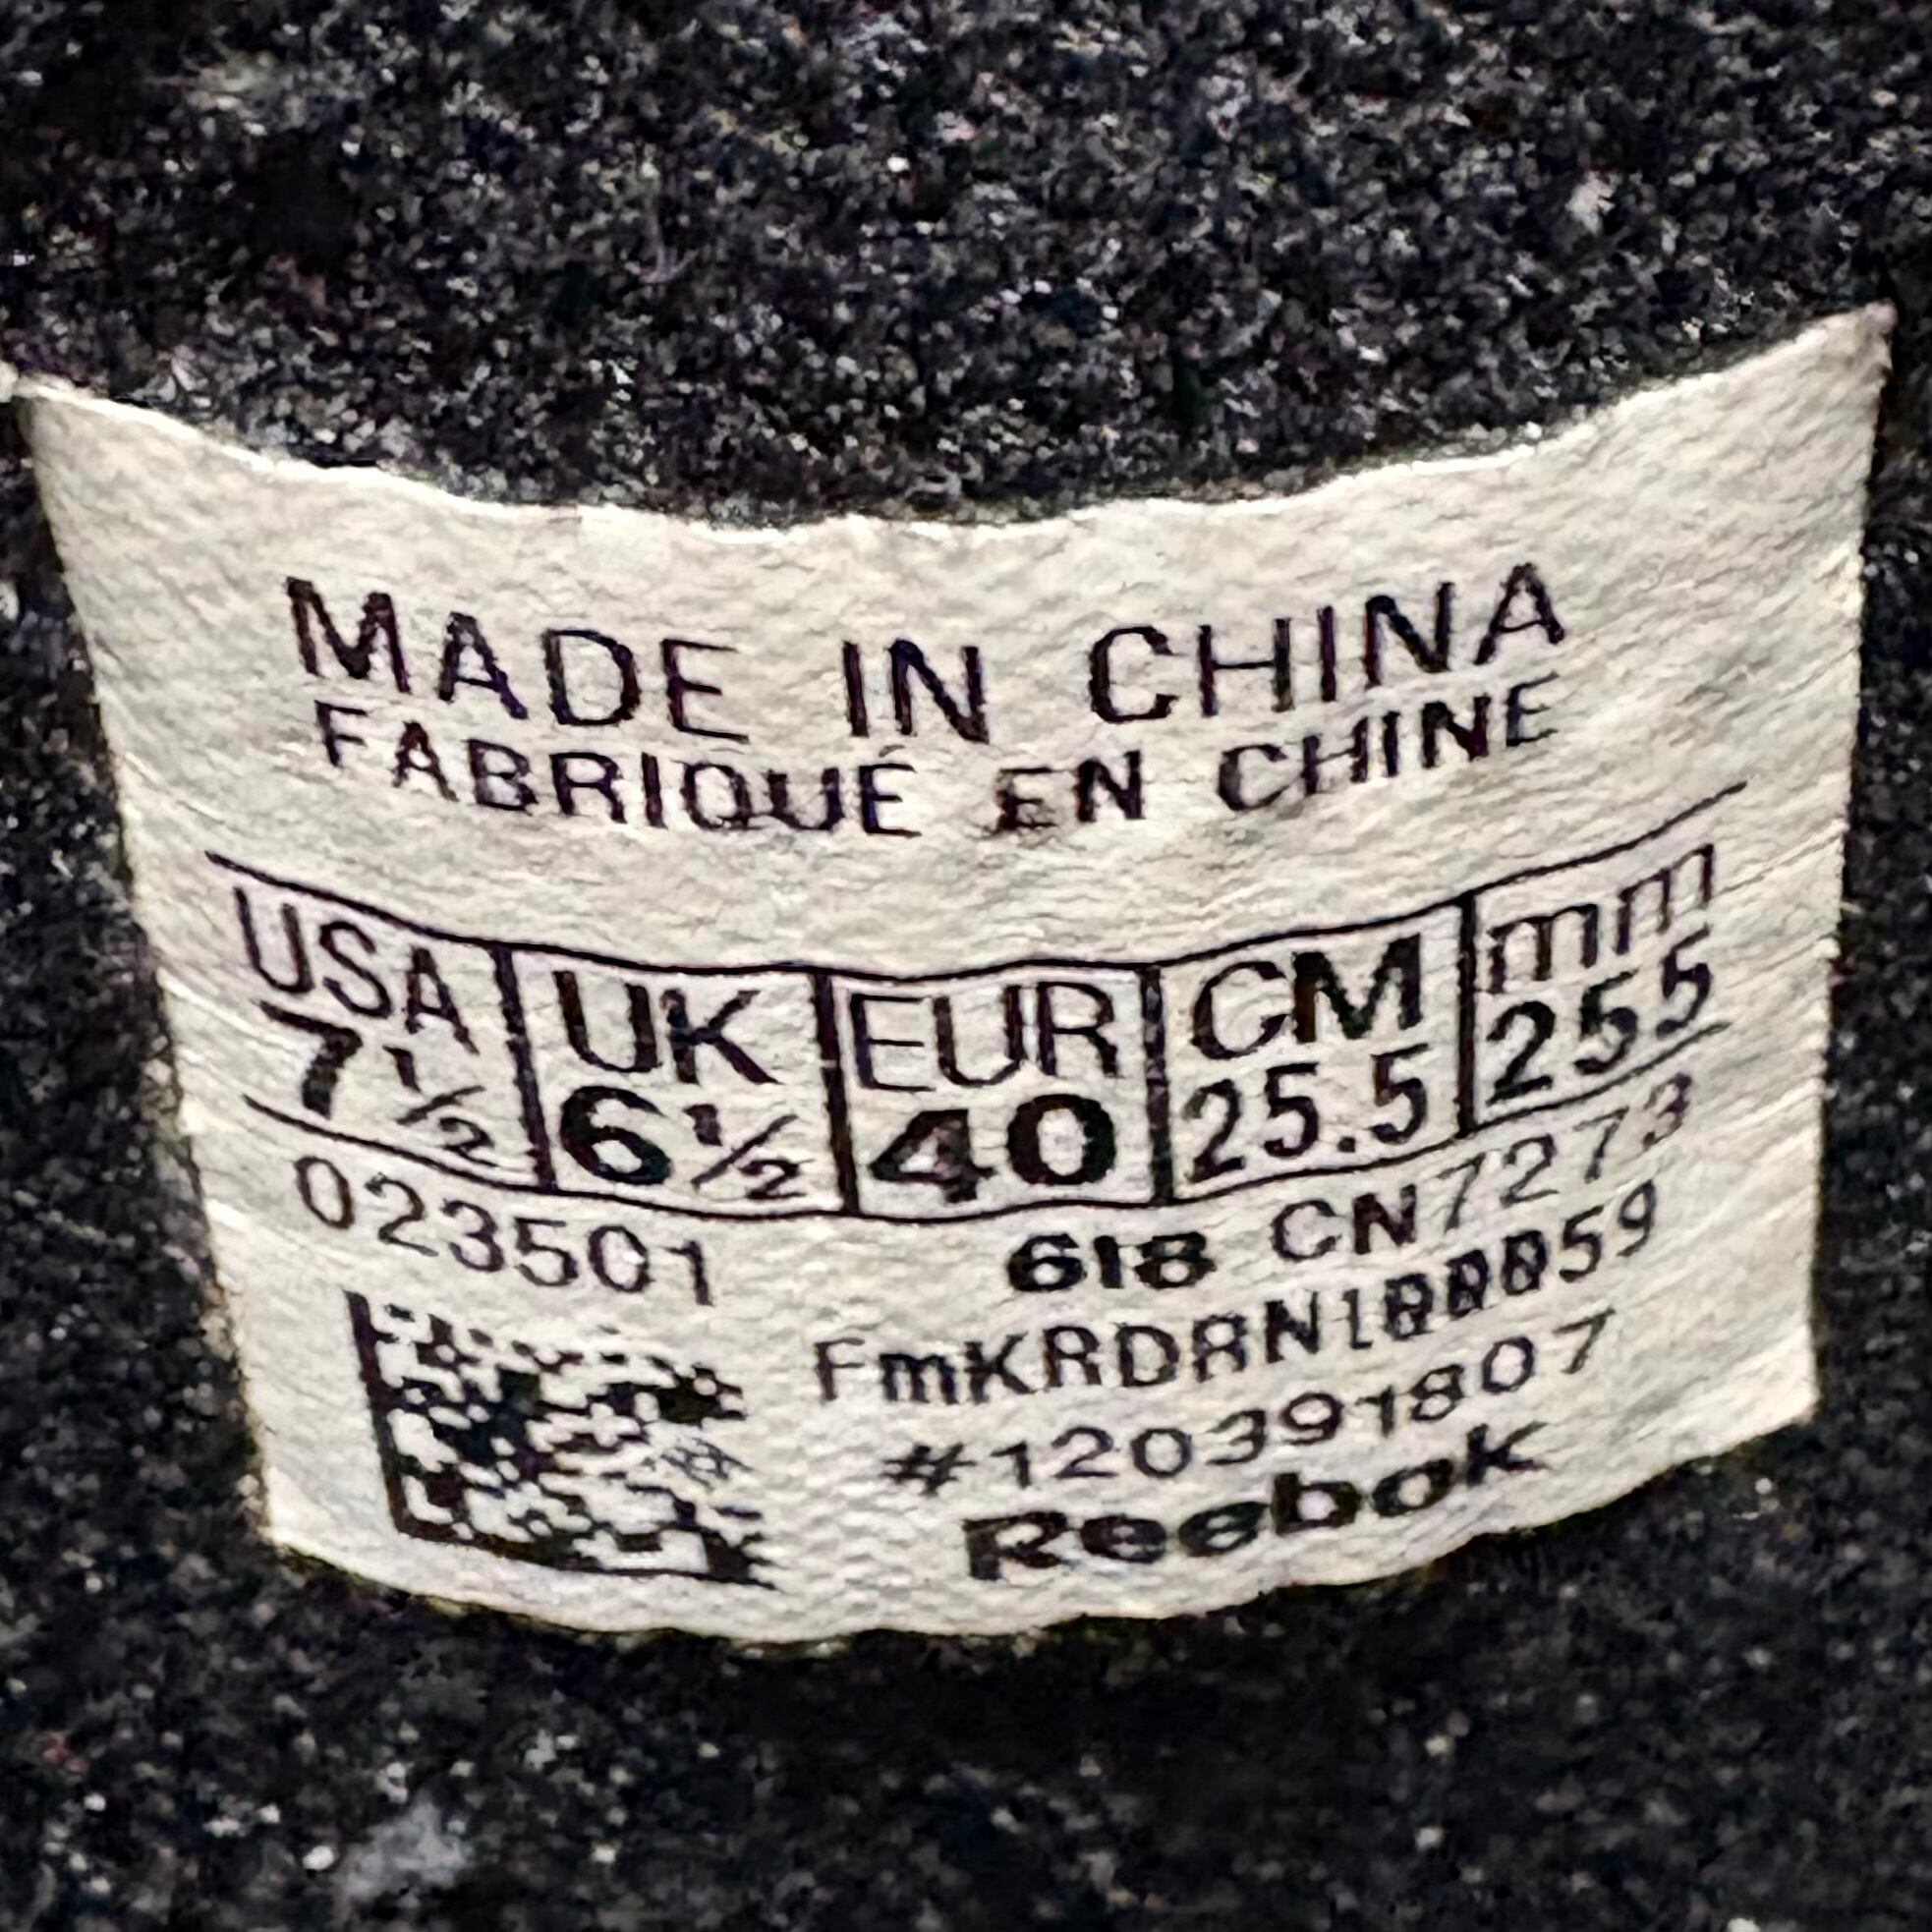 MADE IN CHINA
FABRIQUÉ EN CHINE
USA UK EUR CM mm
7½ 6½ 40 25.5 255
023501 618 CN7273
#120391807
Reebok